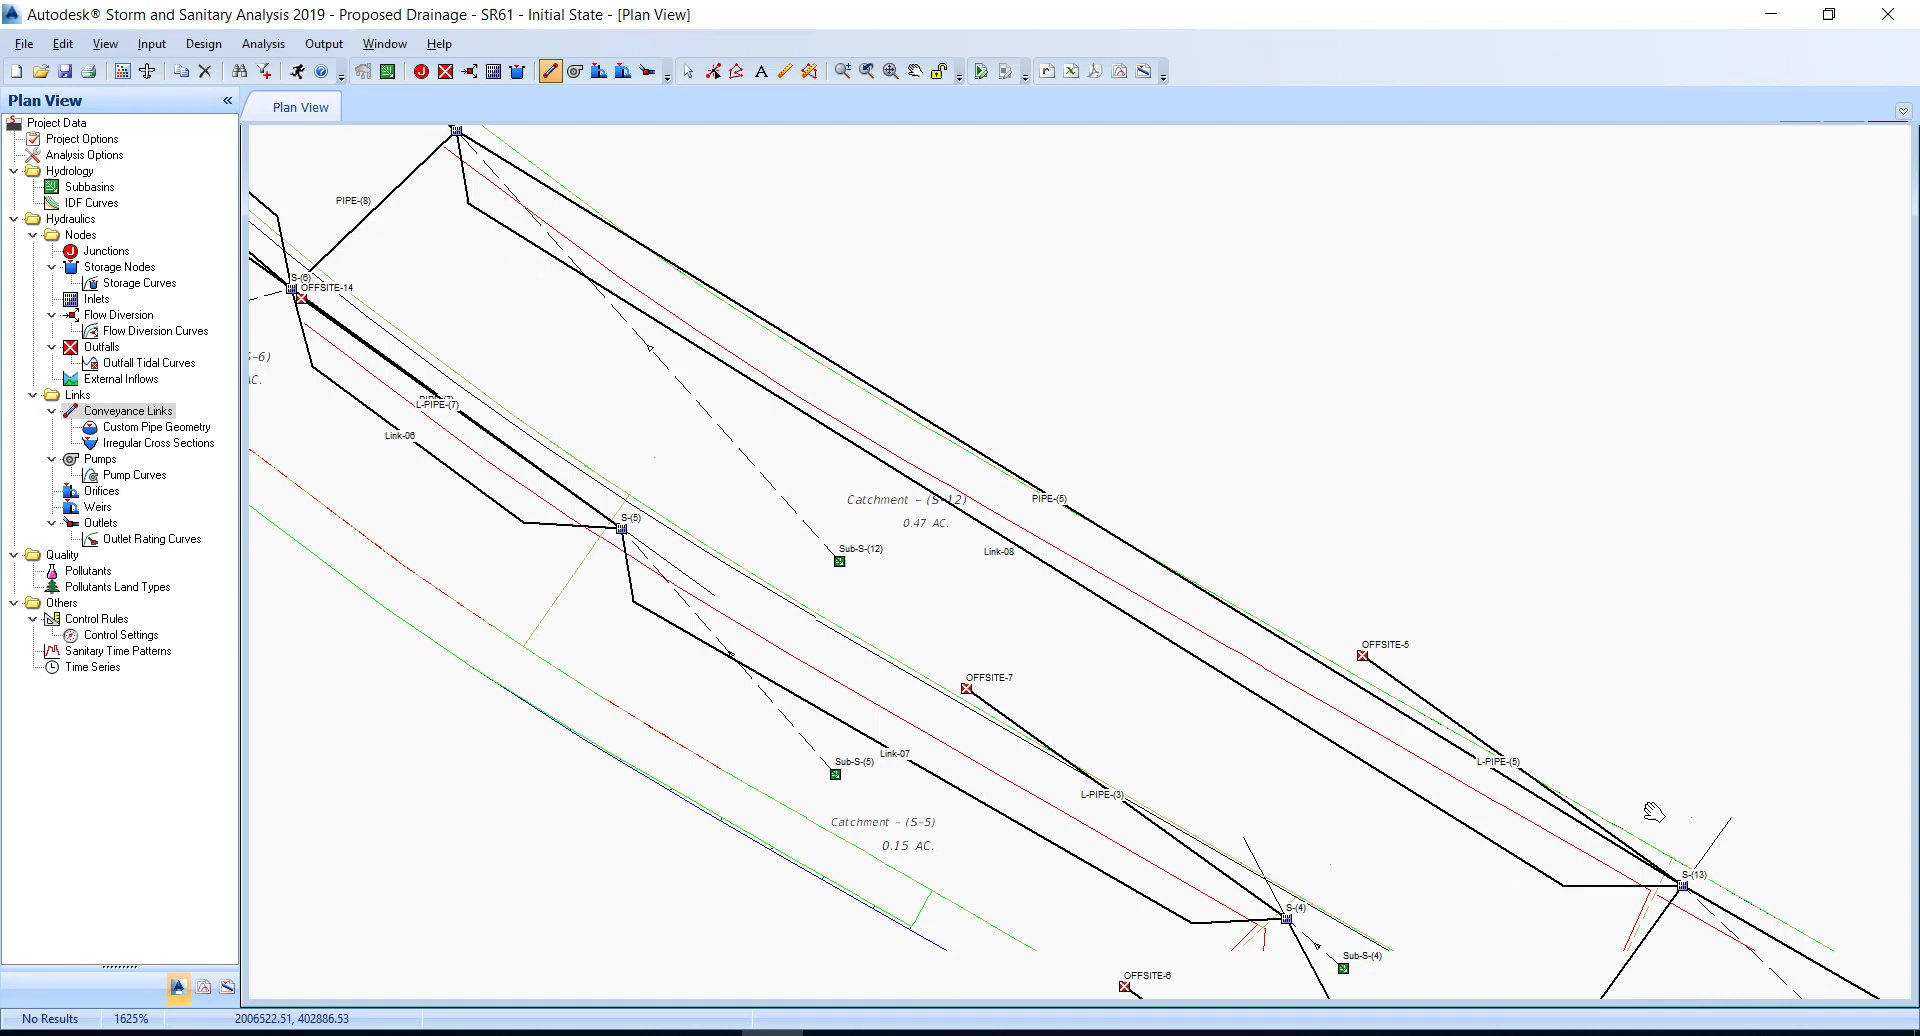 Autodesk® Storm and Sanitary Analysis 2019 - Proposed Drainage - SR61 - Initial State - [Plan View]
File Edit View Input Design Analysis Output Window Help
Plan View
Plan View
Project Data
Project Options
Analysis Options
Hydrology
Subbasins
IDF Curves
Hydraulics
Nodes
Junctions
Storage Nodes
Storage Curves
Inlets
Flow Diversion
Flow Diversion Curves
Outfalls
Outfall Tidal Curves
External Inflows
Links
Conveyance Links
Custom Pipe Geometry
Irregular Cross Sections
Pumps
Pump Curves
Orifices
Weirs
Outlets
Outlet Rating Curves
Quality
Pollutants
Pollutants Land Types
Others
Control Rules
Control Settings
Sanitary Time Patterns
Time Series
PIPE-(8)
S-(6)
OFFSITE-14
S-6)
AC.
L-PIPE-(7)
Link-06
Catchment - (S-12)
0.47 AC.
PIPE-(5)
S-(5)
Sub-S-(12)
Link-08
OFFSITE-5
OFFSITE-7
Link-07
Sub-S-(5)
L-PIPE-(5)
L-PIPE-(3)
Catchment - (S-5)
0.15 AC.
S-(13)
S-(4)
Sub-S-(4)
OFFSITE-6
No Results 1625% 2006522.51, 402886.53